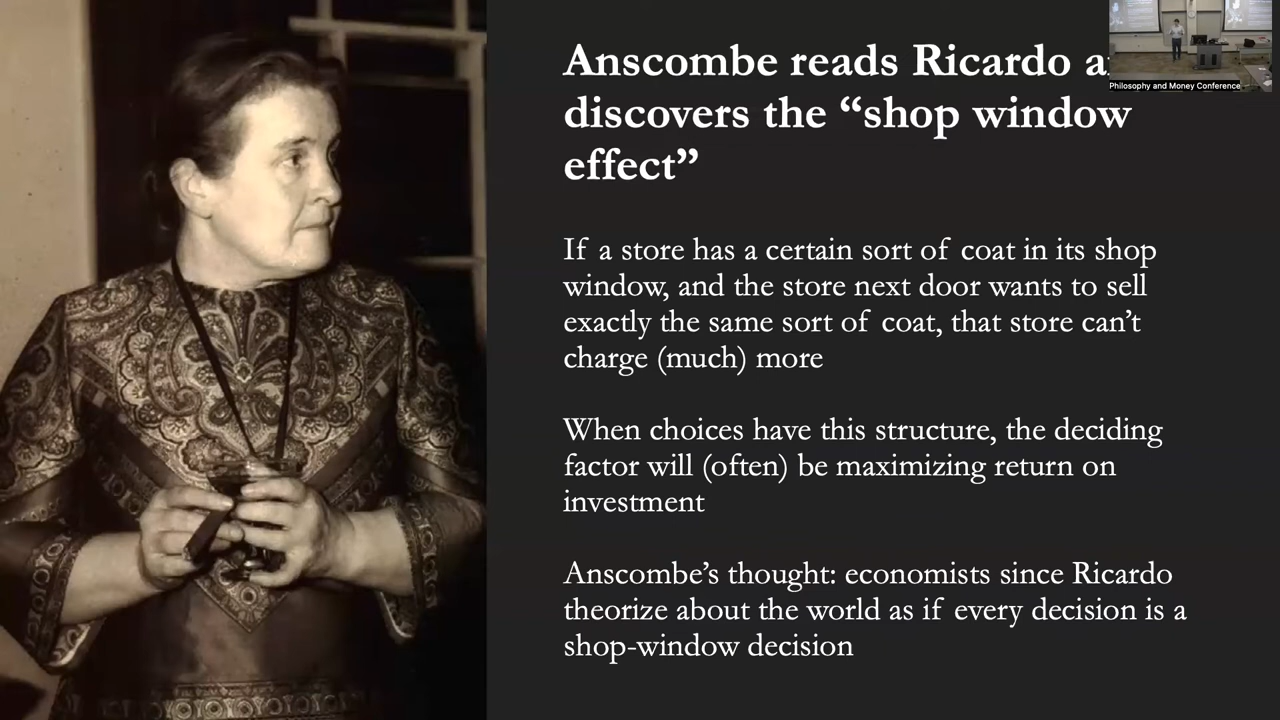 Anscombe reads Ricardo
discovers the “shop window
effect”
Philosophy and Money Conference
If a store has a certain sort of coat in its shop
window, and the store next door wants to sell
exactly the same sort of coat, that store can’t
charge (much) more
When choices have this structure, the deciding
factor will (often) be maximizing return on
investment
Anscombe’s thought: economists since Ricardo
theorize about the world as if every decision is a
shop-window decision